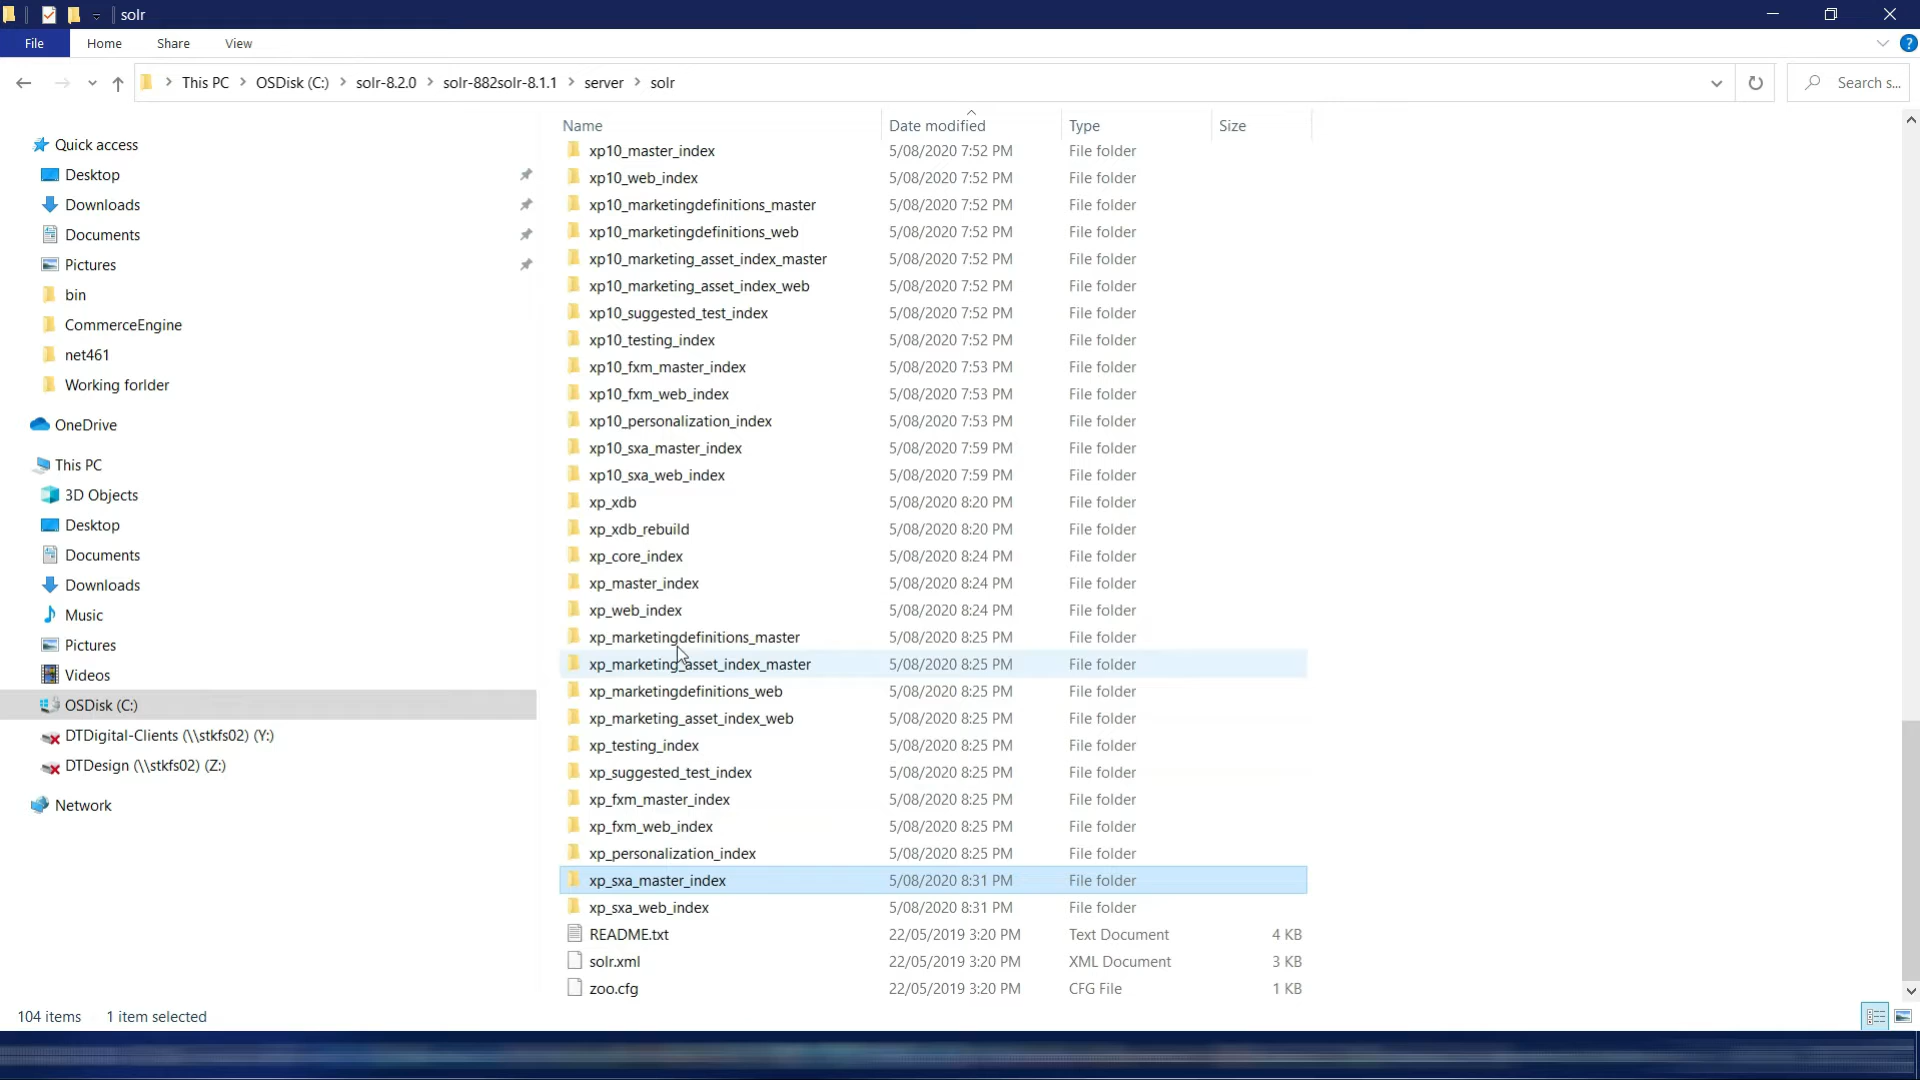 solr
File Home Share View
This PC OSDisk (C:) solr-8.2.0 solr-882solr-8.1.1 server solr
Search s...
Name Date modified Type Size
Quick access
Desktop
Downloads
Documents
Pictures
bin
CommerceEngine
net461
Working forlder
OneDrive
This PC
3D Objects
Desktop
Documents
Downloads
Music
Pictures
Videos
OSDisk (C:)
DTDigital-Clients (\\stkfs02) (Y:)
DTDesign (\\stkfs02) (Z:)
Network
xp10_master_index 5/08/2020 7:52 PM File folder
xp10_web_index 5/08/2020 7:52 PM File folder
xp10_marketingdefinitions_master 5/08/2020 7:52 PM File folder
xp10_marketingdefinitions_web 5/08/2020 7:52 PM File folder
xp10_marketing_asset_index_master 5/08/2020 7:52 PM File folder
xp10_marketing_asset_index_web 5/08/2020 7:52 PM File folder
xp10_suggested_test_index 5/08/2020 7:52 PM File folder
xp10_testing_index 5/08/2020 7:52 PM File folder
xp10_fxm_master_index 5/08/2020 7:53 PM File folder
xp10_fxm_web_index 5/08/2020 7:53 PM File folder
xp10_personalization_index 5/08/2020 7:53 PM File folder
xp10_sxa_master_index 5/08/2020 7:59 PM File folder
xp10_sxa_web_index 5/08/2020 7:59 PM File folder
xp_xdb 5/08/2020 8:20 PM File folder
xp_xdb_rebuild 5/08/2020 8:20 PM File folder
xp_core_index 5/08/2020 8:24 PM File folder
xp_master_index 5/08/2020 8:24 PM File folder
xp_web_index 5/08/2020 8:24 PM File folder
xp_marketingdefinitions_master 5/08/2020 8:25 PM File folder
xp_marketing_asset_index_master 5/08/2020 8:25 PM File folder
xp_marketingdefinitions_web 5/08/2020 8:25 PM File folder
xp_marketing_asset_index_web 5/08/2020 8:25 PM File folder
xp_testing_index 5/08/2020 8:25 PM File folder
xp_suggested_test_index 5/08/2020 8:25 PM File folder
xp_fxm_master_index 5/08/2020 8:25 PM File folder
xp_fxm_web_index 5/08/2020 8:25 PM File folder
xp_personalization_index 5/08/2020 8:25 PM File folder
xp_sxa_master_index 5/08/2020 8:31 PM File folder
xp_sxa_web_index 5/08/2020 8:31 PM File folder
README.txt 22/05/2019 3:20 PM Text Document 4 KB
solr.xml 22/05/2019 3:20 PM XML Document 3 KB
zoo.cfg 22/05/2019 3:20 PM CFG File 1 KB
104 items 1 item selected